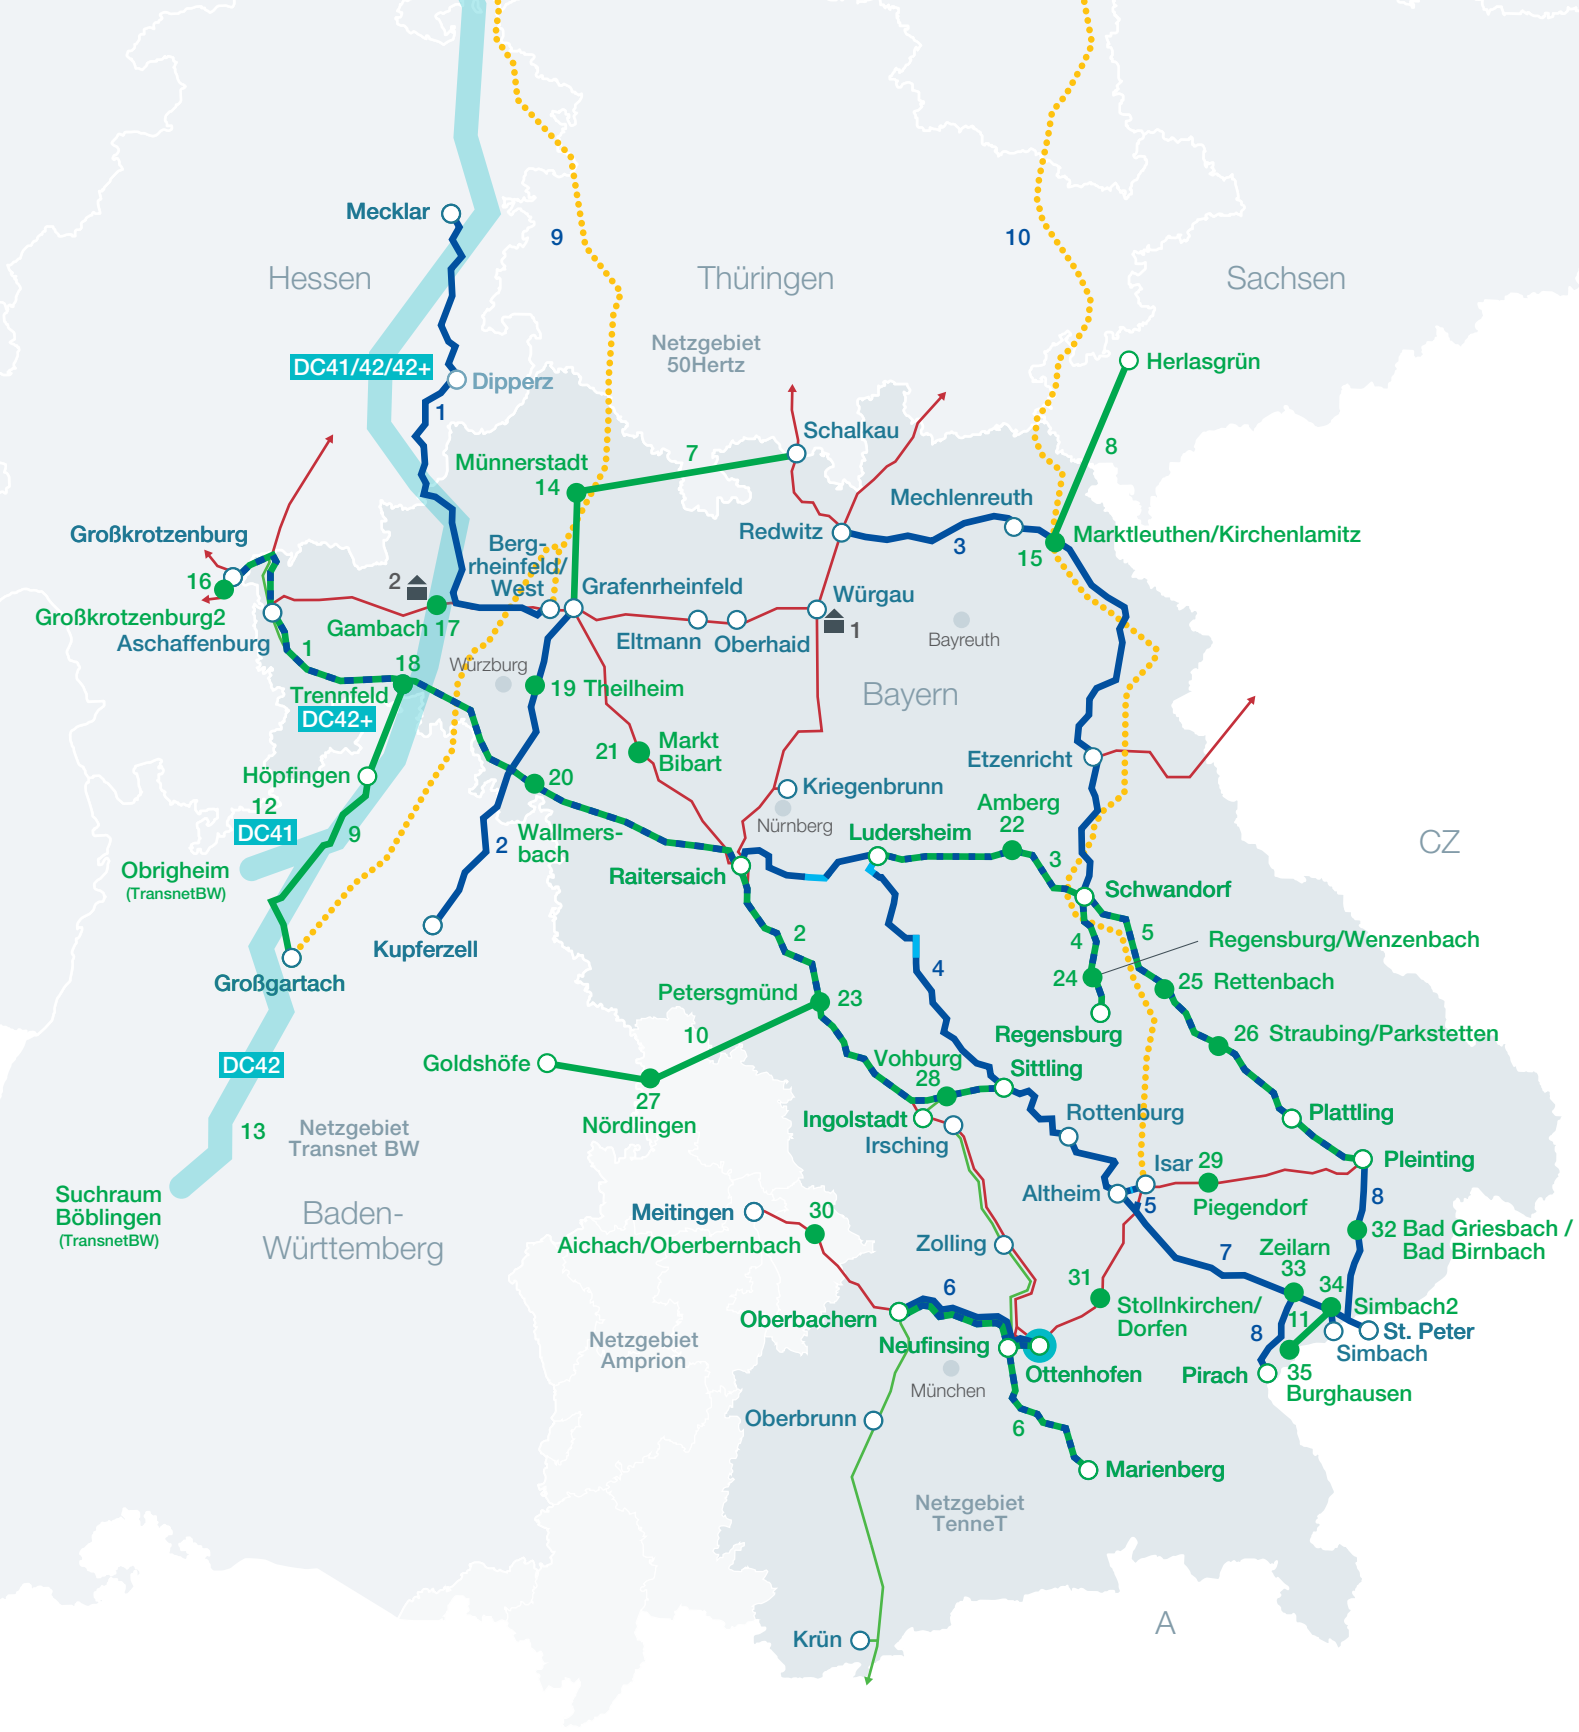 Mecklar
9
10
Hessen
Thüringen
Sachsen
Netzgebiet
50Hertz
DC41/42/42+
Dipperz
1
Herlasgrün
Schalkau
8
7
Münnerstadt
14
Mechlenreuth
Großkrotzenburg
Redwitz
3
Marktleuthen/Kirchenlamitz
15
Berg-
rheinfeld/
West
2
16
Grafenrheinfeld
Würgau
Großkrotzenburg2
Gambach 17
1
Aschaffenburg
Eltmann
Oberhaid
Bayreuth
1
18
Würzburg
Trennfeld
19 Theilheim
Bayern
DC42+
21
Markt
Bibart
Etzenricht
Höpfingen
20
Kriegenbrunn
Amberg
22
12
DC41
9
Nürnberg
Ludersheim
Wallmers-
bach
2
CZ
3
Obrigheim
(TransnetBW)
Raitersaich
Schwandorf
2
4
5
Regensburg/Wenzenbach
Kupferzell
4
24
25 Rettenbach
Großgartach
Petersgmünd
23
Regensburg
26 Straubing/Parkstetten
10
DC42
Goldshöfe
Vohburg
28
Sittling
27
Nördlingen
Ingolstadt
Irsching
Rottenburg
Plattling
13
Netzgebiet
Transnet BW
Isar
29
Pleinting
Suchraum
Böblingen
(TransnetBW)
Baden-
Württemberg
Meitingen
30
Altheim
5
Piegendorf
8
Aichach/Oberbernbach
Zolling
7
Zeilarn
33
32 Bad Griesbach /
Bad Birnbach
6
31
34
Oberbachern
Stollnkirchen/
Dorfen
11
Simbach2
8
St. Peter
Netzgebiet
Amprion
Neufinsing
Simbach
Ottenhofen
Pirach
35
Burghausen
München
Oberbrunn
6
Marienberg
Netzgebiet
TenneT
A
Krün